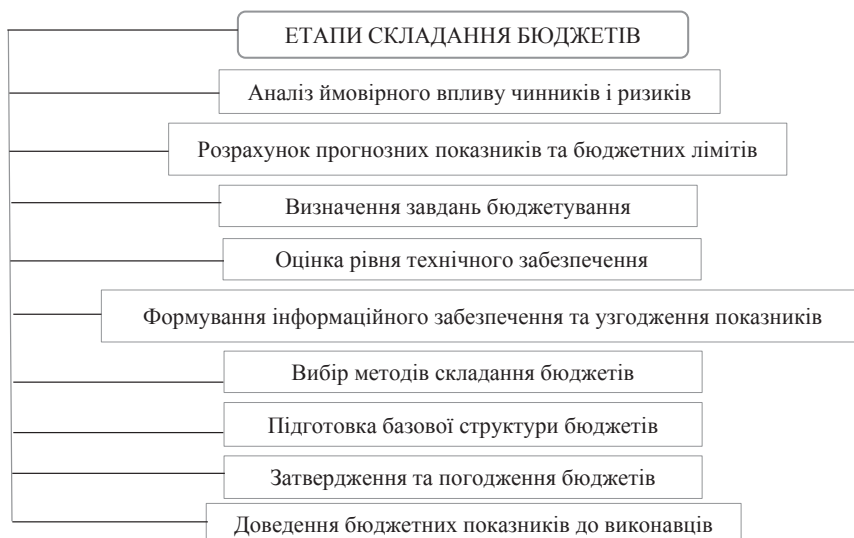 ЕТАПИ СКЛАДАННЯ БЮДЖЕТІВ
Аналіз ймовірного впливу чинників і ризиків
Розрахунок прогнозних показників та бюджетних лімітів
Визначення завдань бюджетування
Оцінка рівня технічного забезпечення
Формування інформаційного забезпечення та узгодження показників
Вибір методів складання бюджетів
Підготовка базової структури бюджетів
Затвердження та погодження бюджетів
Доведення бюджетних показників до виконавців